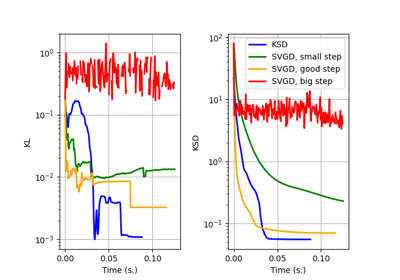 KL
10⁰
10⁻¹
10⁻²
10⁻³
0.00
0.05
0.10
Time (s.)
KSD
10²
10¹
10⁰
10⁻¹
0.00
0.05
0.10
Time (s.)
KSD
SVGD, small step
SVGD, good step
SVGD, big step